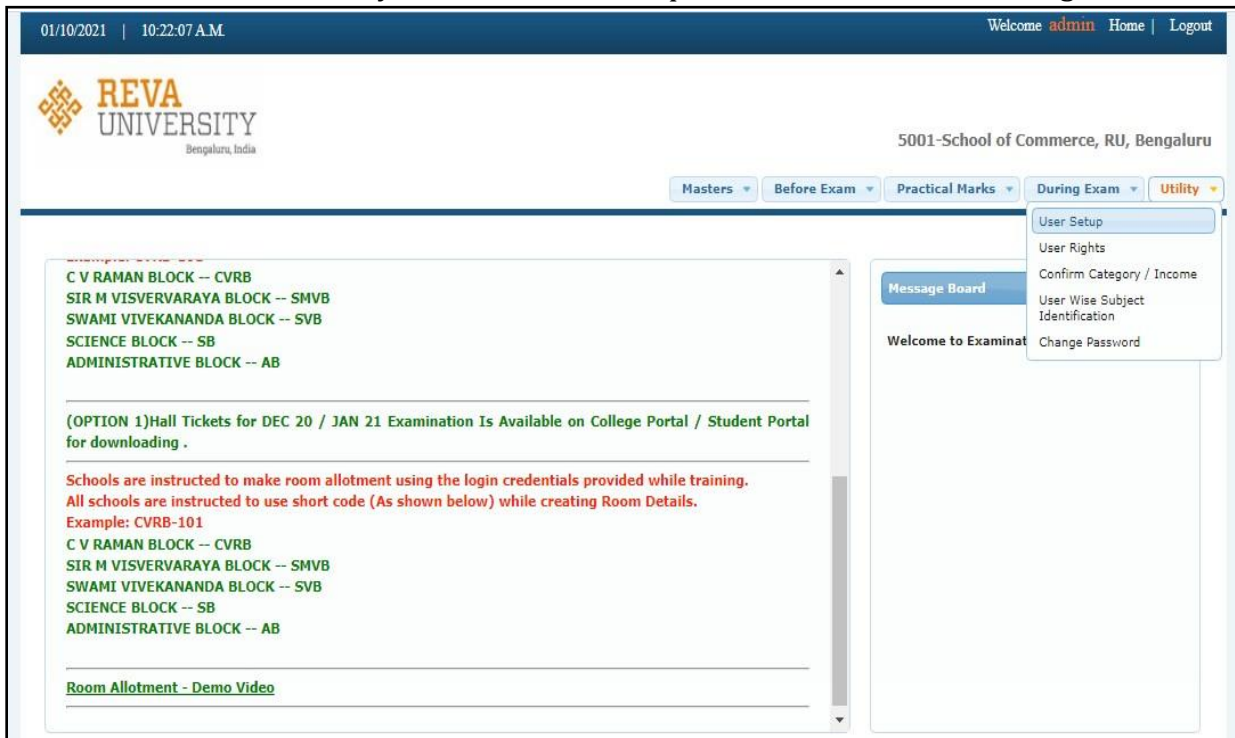 01/10/2021 | 10:22:07 A.M.
Welcome admin Home | Logout
REVA
UNIVERSITY
Bengaluru, India
5001-School of Commerce, RU, Bengaluru
Masters Before Exam Practical Marks During Exam Utility
User Setup
User Rights
Confirm Category / Income
User Wise Subject
Identification
Change Password
C V RAMAN BLOCK -- CVRB
SIR M VISVERVARAYA BLOCK -- SMVB
SWAMI VIVEKANANDA BLOCK -- SVB
SCIENCE BLOCK -- SB
ADMINISTRATIVE BLOCK -- AB
(OPTION 1)Hall Tickets for DEC 20 / JAN 21 Examination Is Available on College Portal / Student Portal
for downloading .
Schools are instructed to make room allotment using the login credentials provided while training.
All schools are instructed to use short code (As shown below) while creating Room Details.
Example: CVRB-101
C V RAMAN BLOCK -- CVRB
SIR M VISVERVARAYA BLOCK -- SMVB
SWAMI VIVEKANANDA BLOCK -- SVB
SCIENCE BLOCK -- SB
ADMINISTRATIVE BLOCK -- AB
Room Allotment - Demo Video
Message Board
Welcome to Examinat